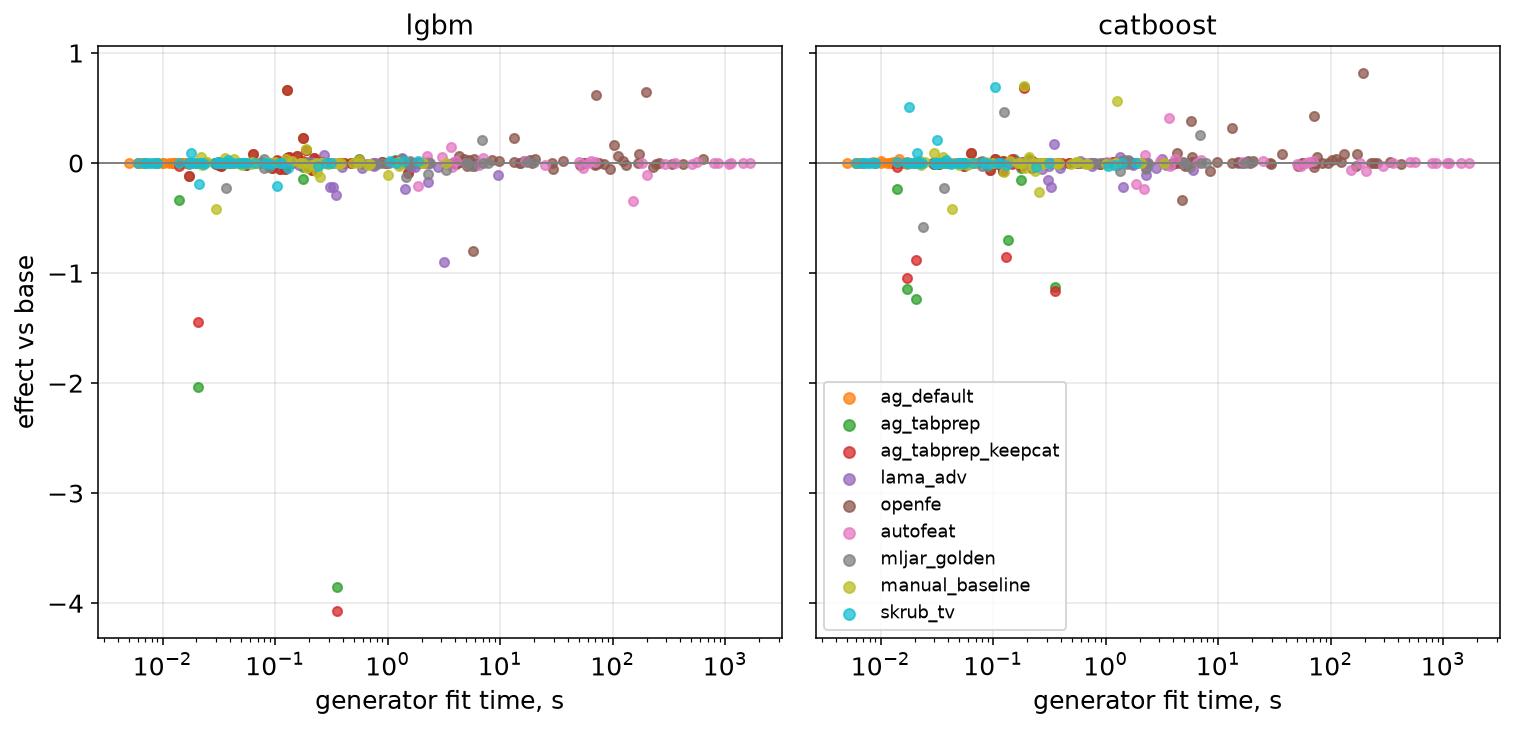 lgbm
catboost
1
0
−1
−2
−3
−4
effect vs base
10⁻²
10⁻¹
10⁰
10¹
10²
10³
generator fit time, s
10⁻²
10⁻¹
10⁰
10¹
10²
10³
generator fit time, s
ag_default
ag_tabprep
ag_tabprep_keepcat
lama_adv
openfe
autofeat
mljar_golden
manual_baseline
skrub_tv